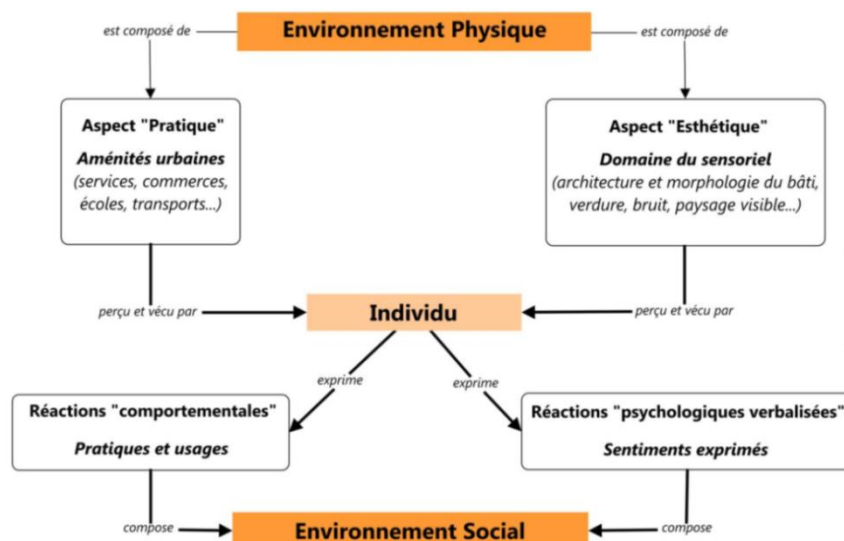 est composé de
Environnement Physique
est composé de
Aspect "Pratique"
Aménités urbaines
(services, commerces,
écoles, transports...)
Aspect "Esthétique"
Domaine du sensoriel
(architecture et morphologie du bâti,
verdure, bruit, paysage visible...)
perçu et vécu par
Individu
perçu et vécu par
exprime
exprime
Réactions "comportementales"
Pratiques et usages
Réactions "psychologiques verbalisées"
Sentiments exprimés
compose
Environnement Social
compose